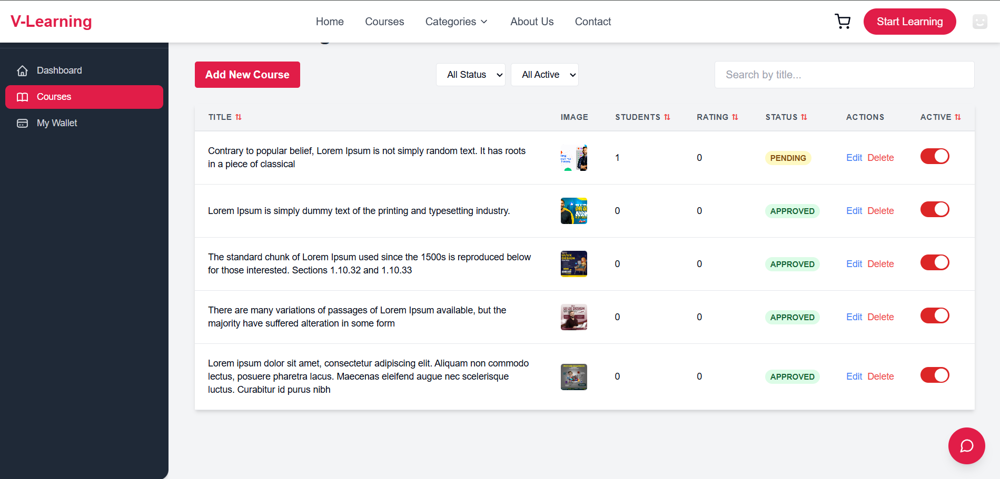 V-Learning
Home Courses Categories About Us Contact
Start Learning
Dashboard
Courses
My Wallet
Add New Course
All Status All Active
Search by title...
TITLE IMAGE STUDENTS RATING STATUS ACTIONS ACTIVE
Contrary to popular belief, Lorem Ipsum is not simply random text. It has roots
in a piece of classical
1 0 PENDING Edit Delete
Lorem Ipsum is simply dummy text of the printing and typesetting industry.
0 0 APPROVED Edit Delete
The standard chunk of Lorem Ipsum used since the 1500s is reproduced below
for those interested. Sections 1.10.32 and 1.10.33
UI/UX
DESIGN
0 0 APPROVED Edit Delete
There are many variations of passages of Lorem Ipsum available, but the
majority have suffered alteration in some form
UI UX DESIGN
0 0 APPROVED Edit Delete
Lorem ipsum dolor sit amet, consectetur adipiscing elit. Aliquam non commodo
lectus, posuere pharetra lacus. Maecenas eleifend augue nec scelerisque
luctus. Curabitur id purus nibh
0 0 APPROVED Edit Delete